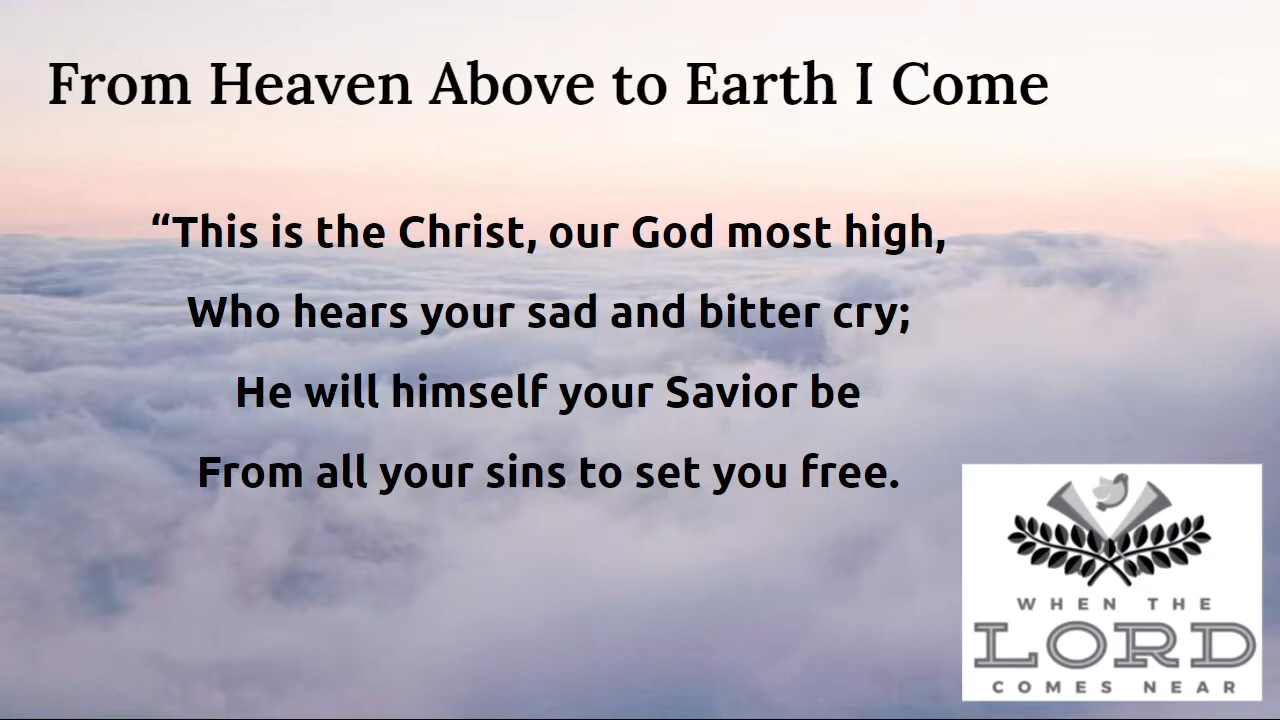 From Heaven Above to Earth I Come
“This is the Christ, our God most high,
Who hears your sad and bitter cry;
He will himself your Savior be
From all your sins to set you free.
WHEN THE
LORD
COMES NEAR